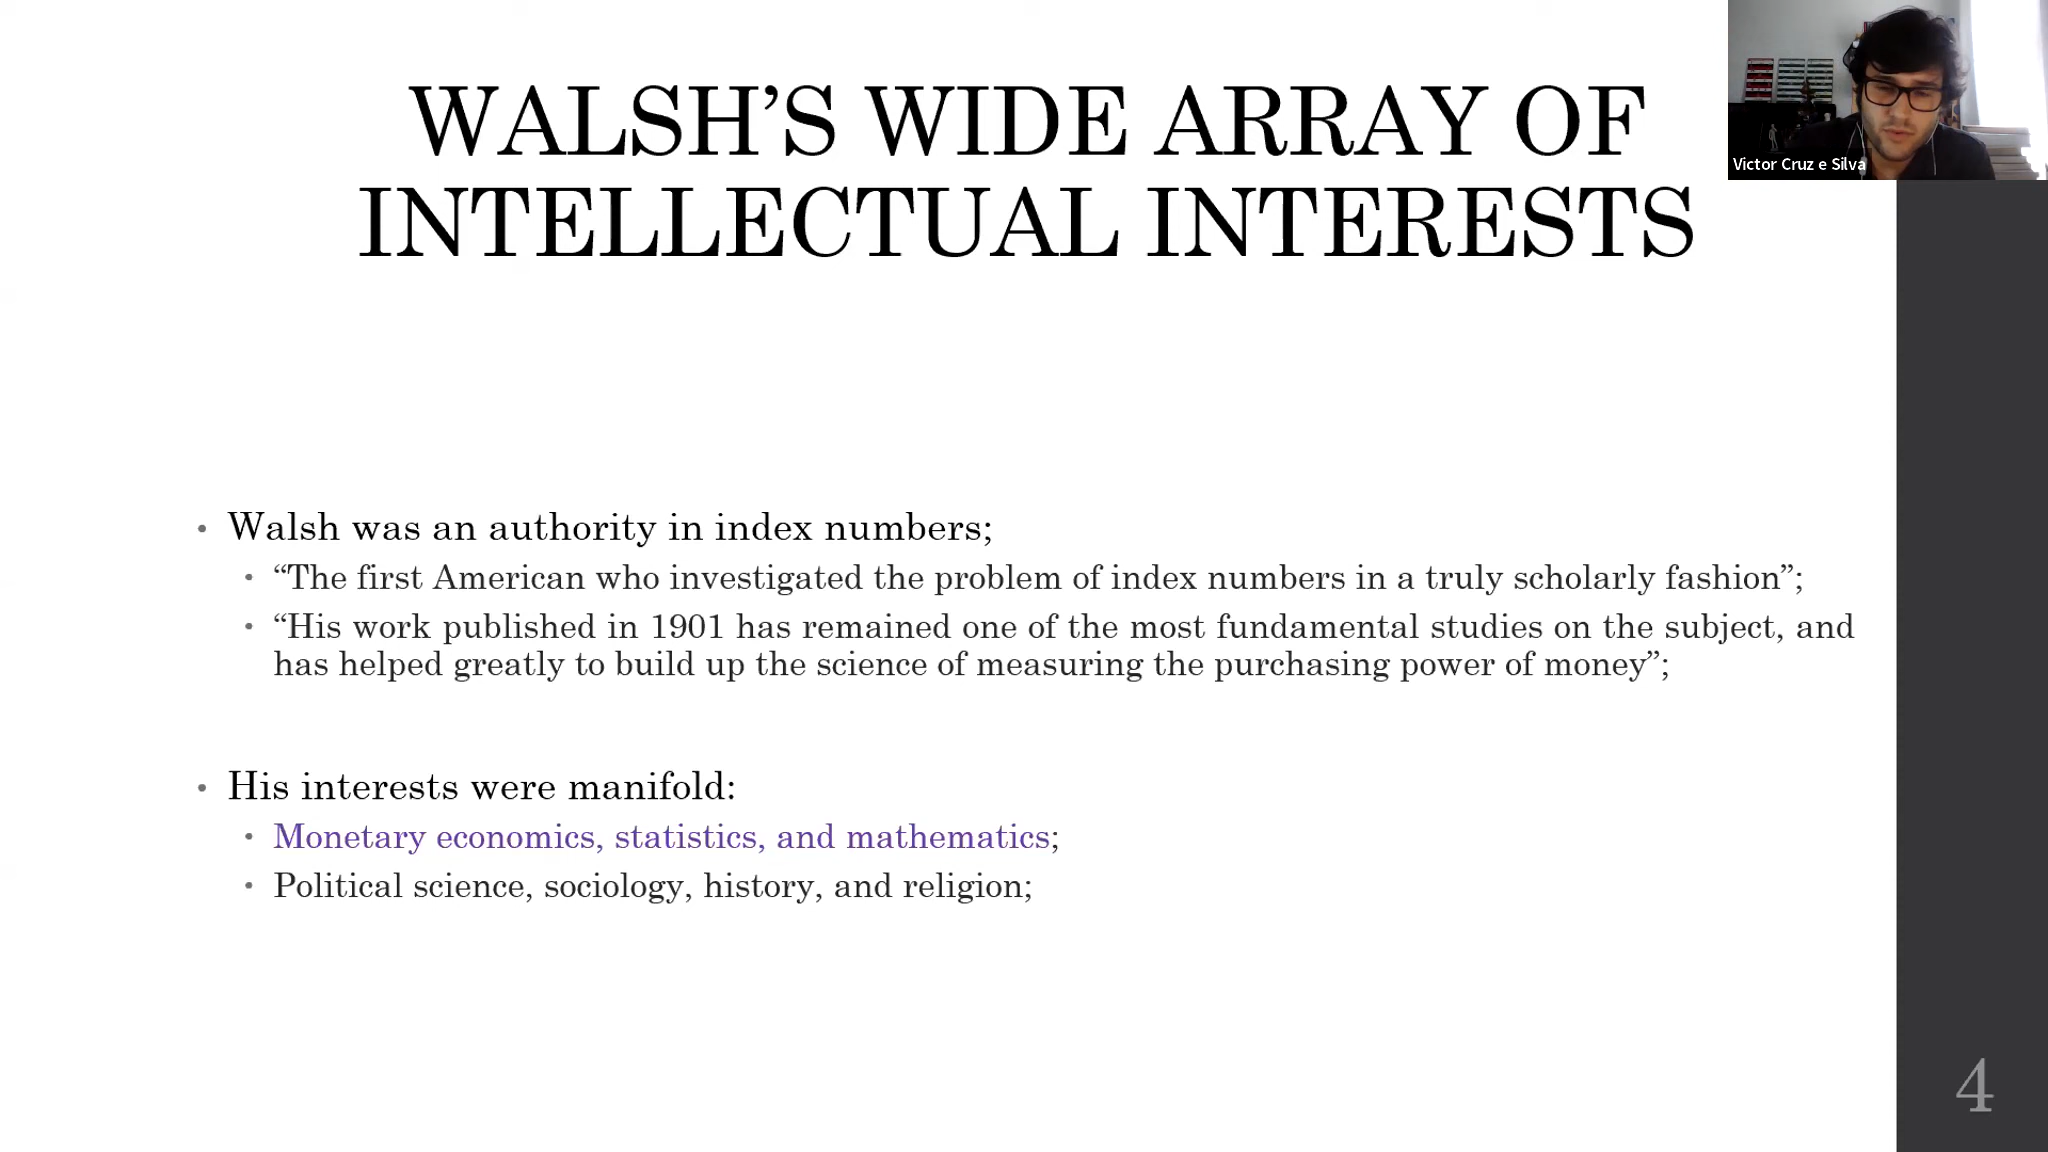 WALSH’S WIDE ARRAY OF
INTELLECTUAL INTERESTS
Victor Cruz e Silva
• Walsh was an authority in index numbers;
• “The first American who investigated the problem of index numbers in a truly scholarly fashion”;
• “His work published in 1901 has remained one of the most fundamental studies on the subject, and
has helped greatly to build up the science of measuring the purchasing power of money”;
• His interests were manifold:
• Monetary economics, statistics, and mathematics;
• Political science, sociology, history, and religion;
4